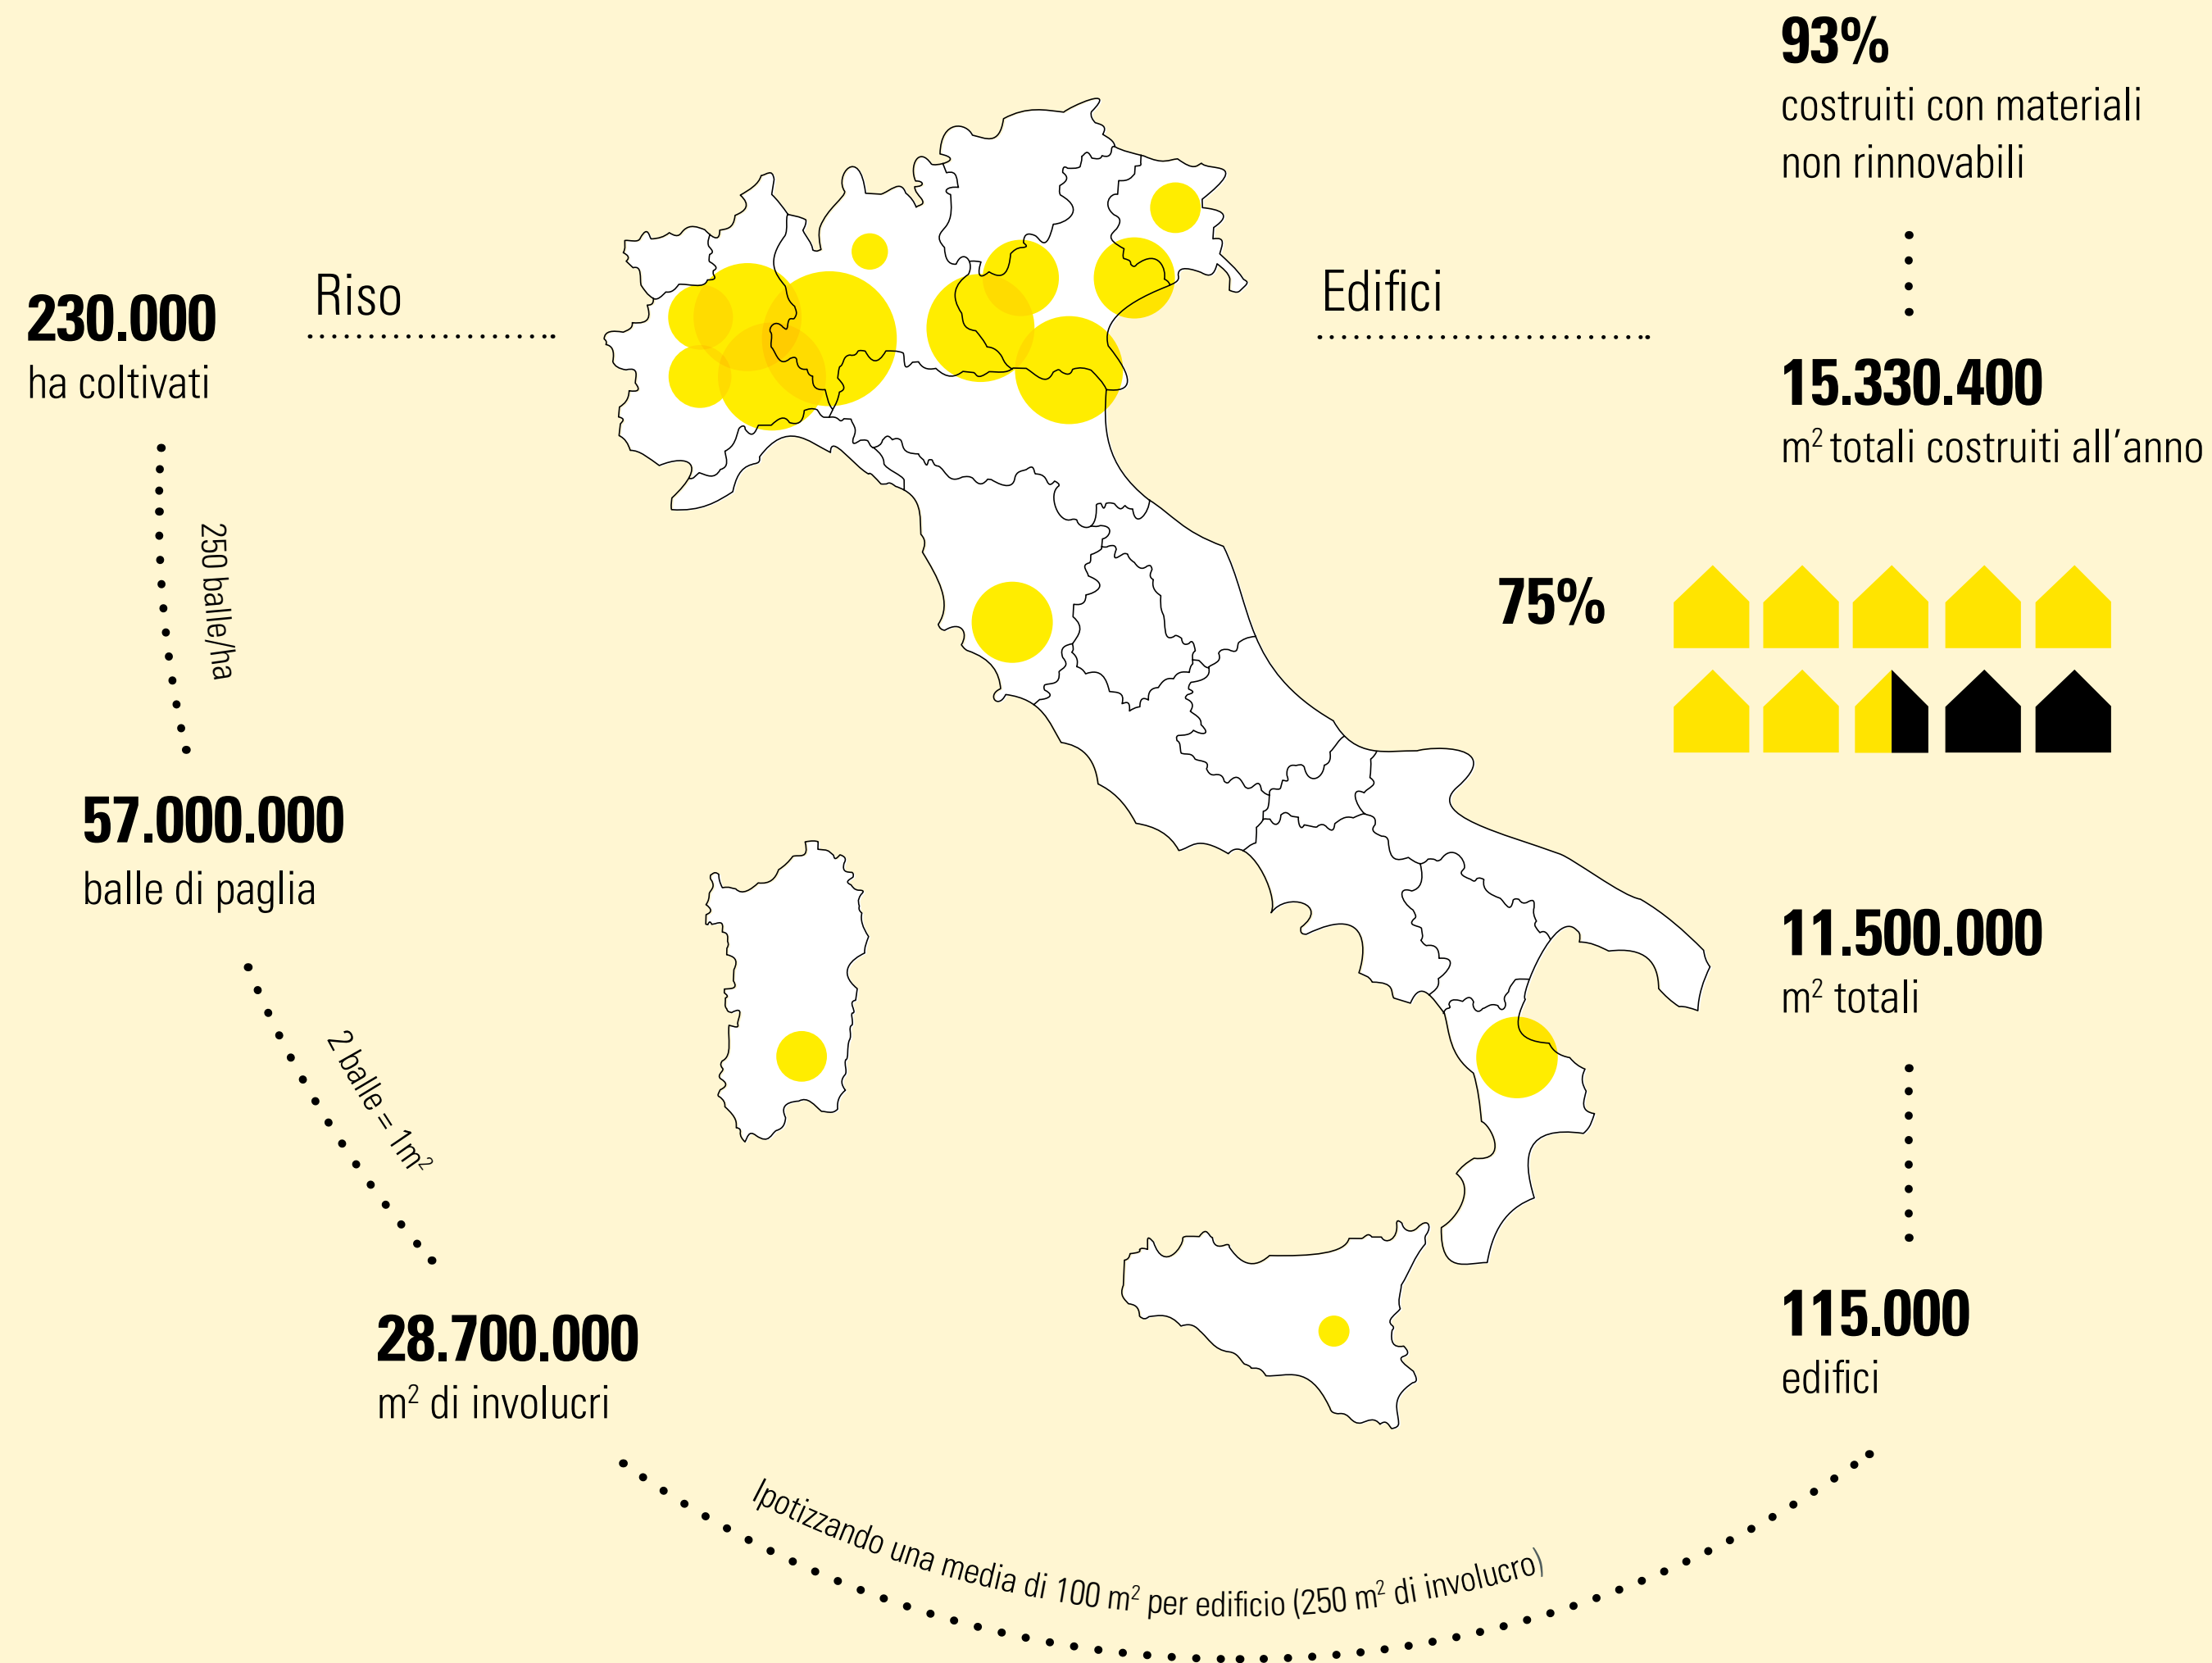 Riso
230.000
ha coltivati
250 balle/ha
57.000.000
balle di paglia
2 balle = 1m²
28.700.000
m² di involucri
Ipotizzando una media di 100 m² per edificio (250 m² di involucro)
Edifici
93%
costruiti con materiali
non rinnovabili
15.330.400
m² totali costruiti all'anno
75%
11.500.000
m² totali
115.000
edifici